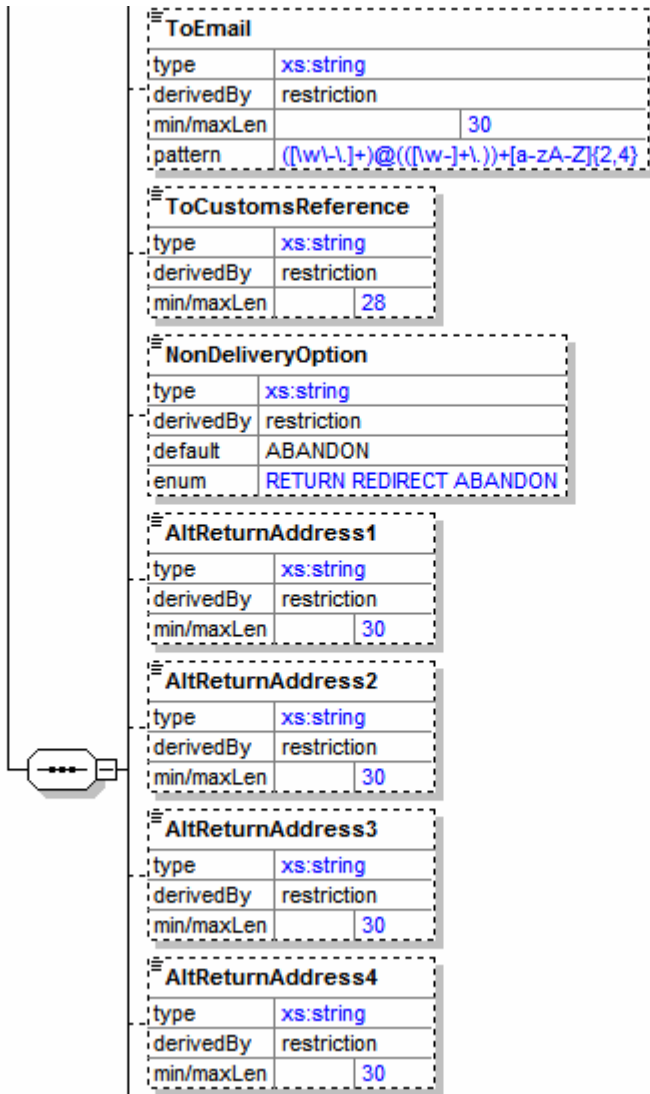 ToEmail
type xs:string
derivedBy restriction
min/maxLen 30
pattern ([\w\-\.]+)@(([\w-]+\.))+[a-zA-Z]{2,4}
ToCustomsReference
type xs:string
derivedBy restriction
min/maxLen 28
NonDeliveryOption
type xs:string
derivedBy restriction
default ABANDON
enum RETURN REDIRECT ABANDON
AltReturnAddress1
type xs:string
derivedBy restriction
min/maxLen 30
AltReturnAddress2
type xs:string
derivedBy restriction
min/maxLen 30
AltReturnAddress3
type xs:string
derivedBy restriction
min/maxLen 30
AltReturnAddress4
type xs:string
derivedBy restriction
min/maxLen 30